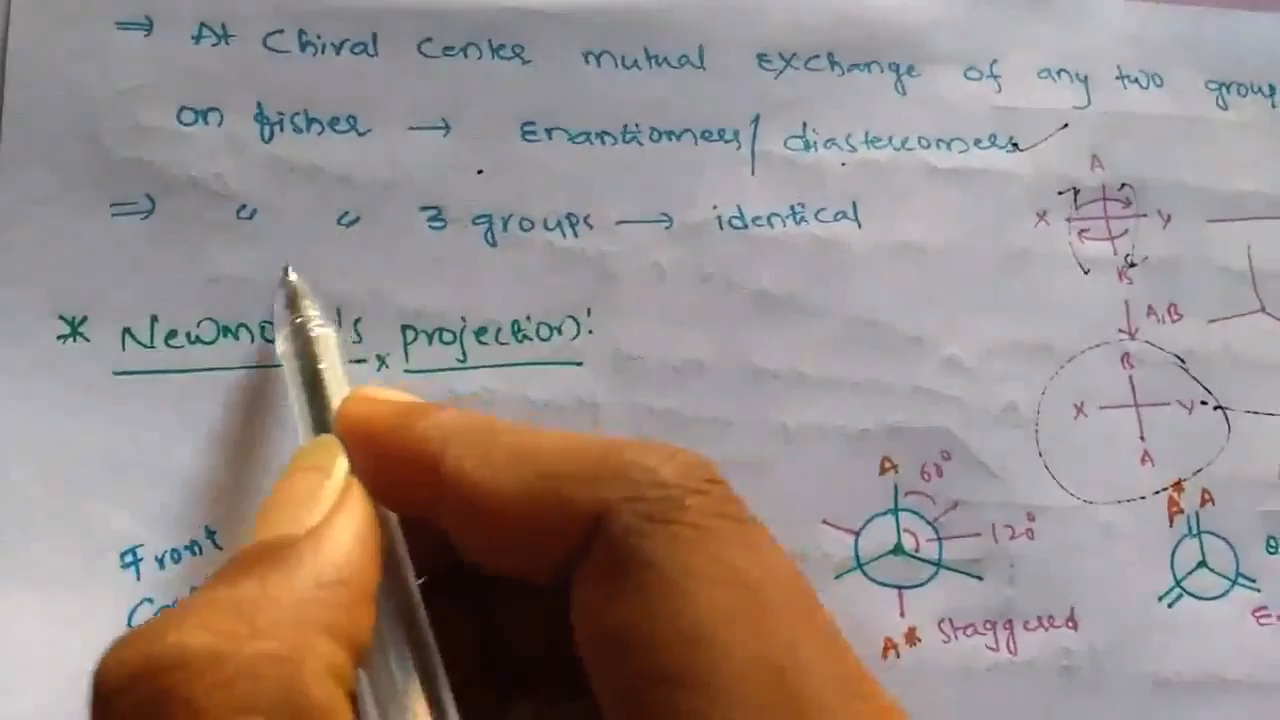 ⇒ At Chiral Center mutual exchange of any two group
on fisher → Enantiomers/ diastereomers
⇒ " " 3 groups → identical
A
X Y
B
A,B
B
X Y
A
* Newman's projection:
A 60°
120°
A* Staggered
A* A
θ
Front